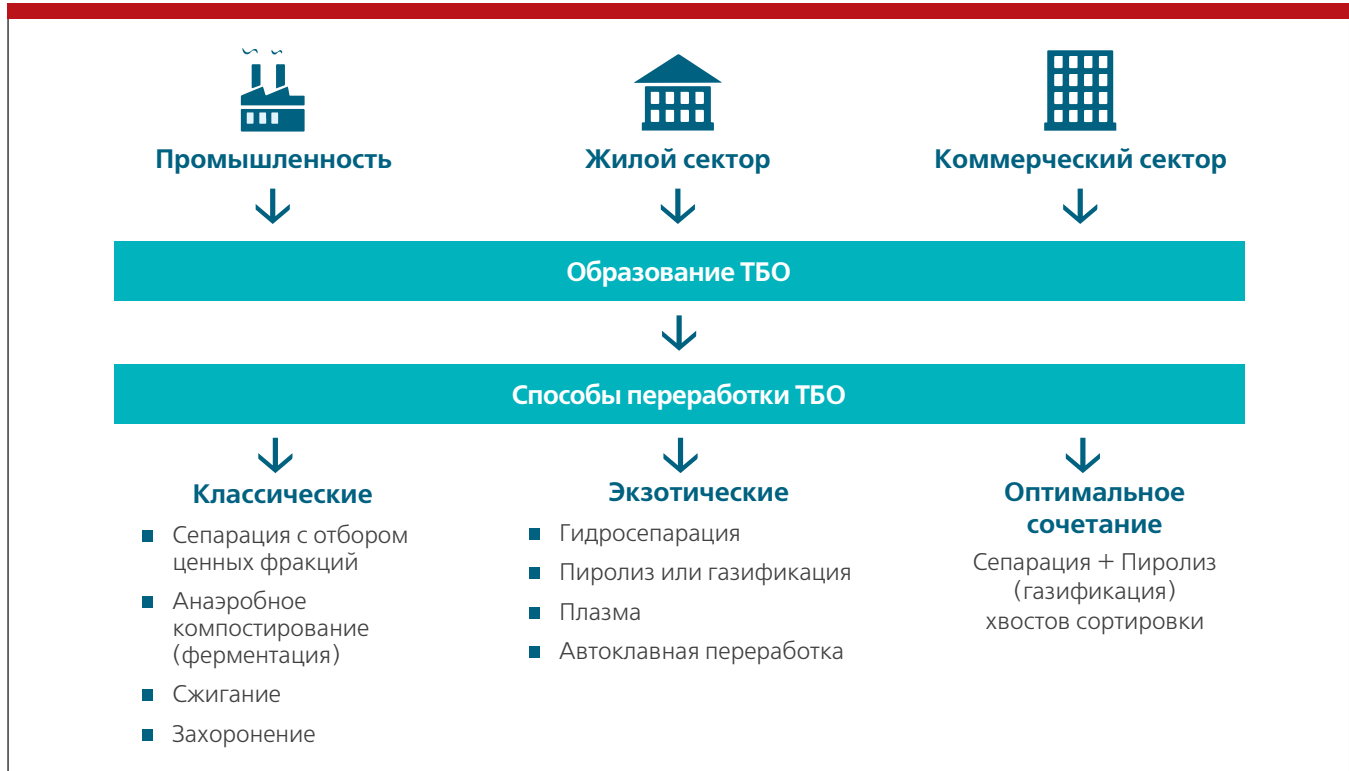 Промышленность
Жилой сектор
Коммерческий сектор
Образование ТБО
Способы переработки ТБО
Классические
Сепарация с отбором
ценных фракций
Анаэробное
компостирование
(ферментация)
Сжигание
Захоронение
Экзотические
Гидросепарация
Пиролиз или газификация
Плазма
Автоклавная переработка
Оптимальное
сочетание
Сепарация + Пиролиз
(газификация)
хвостов сортировки